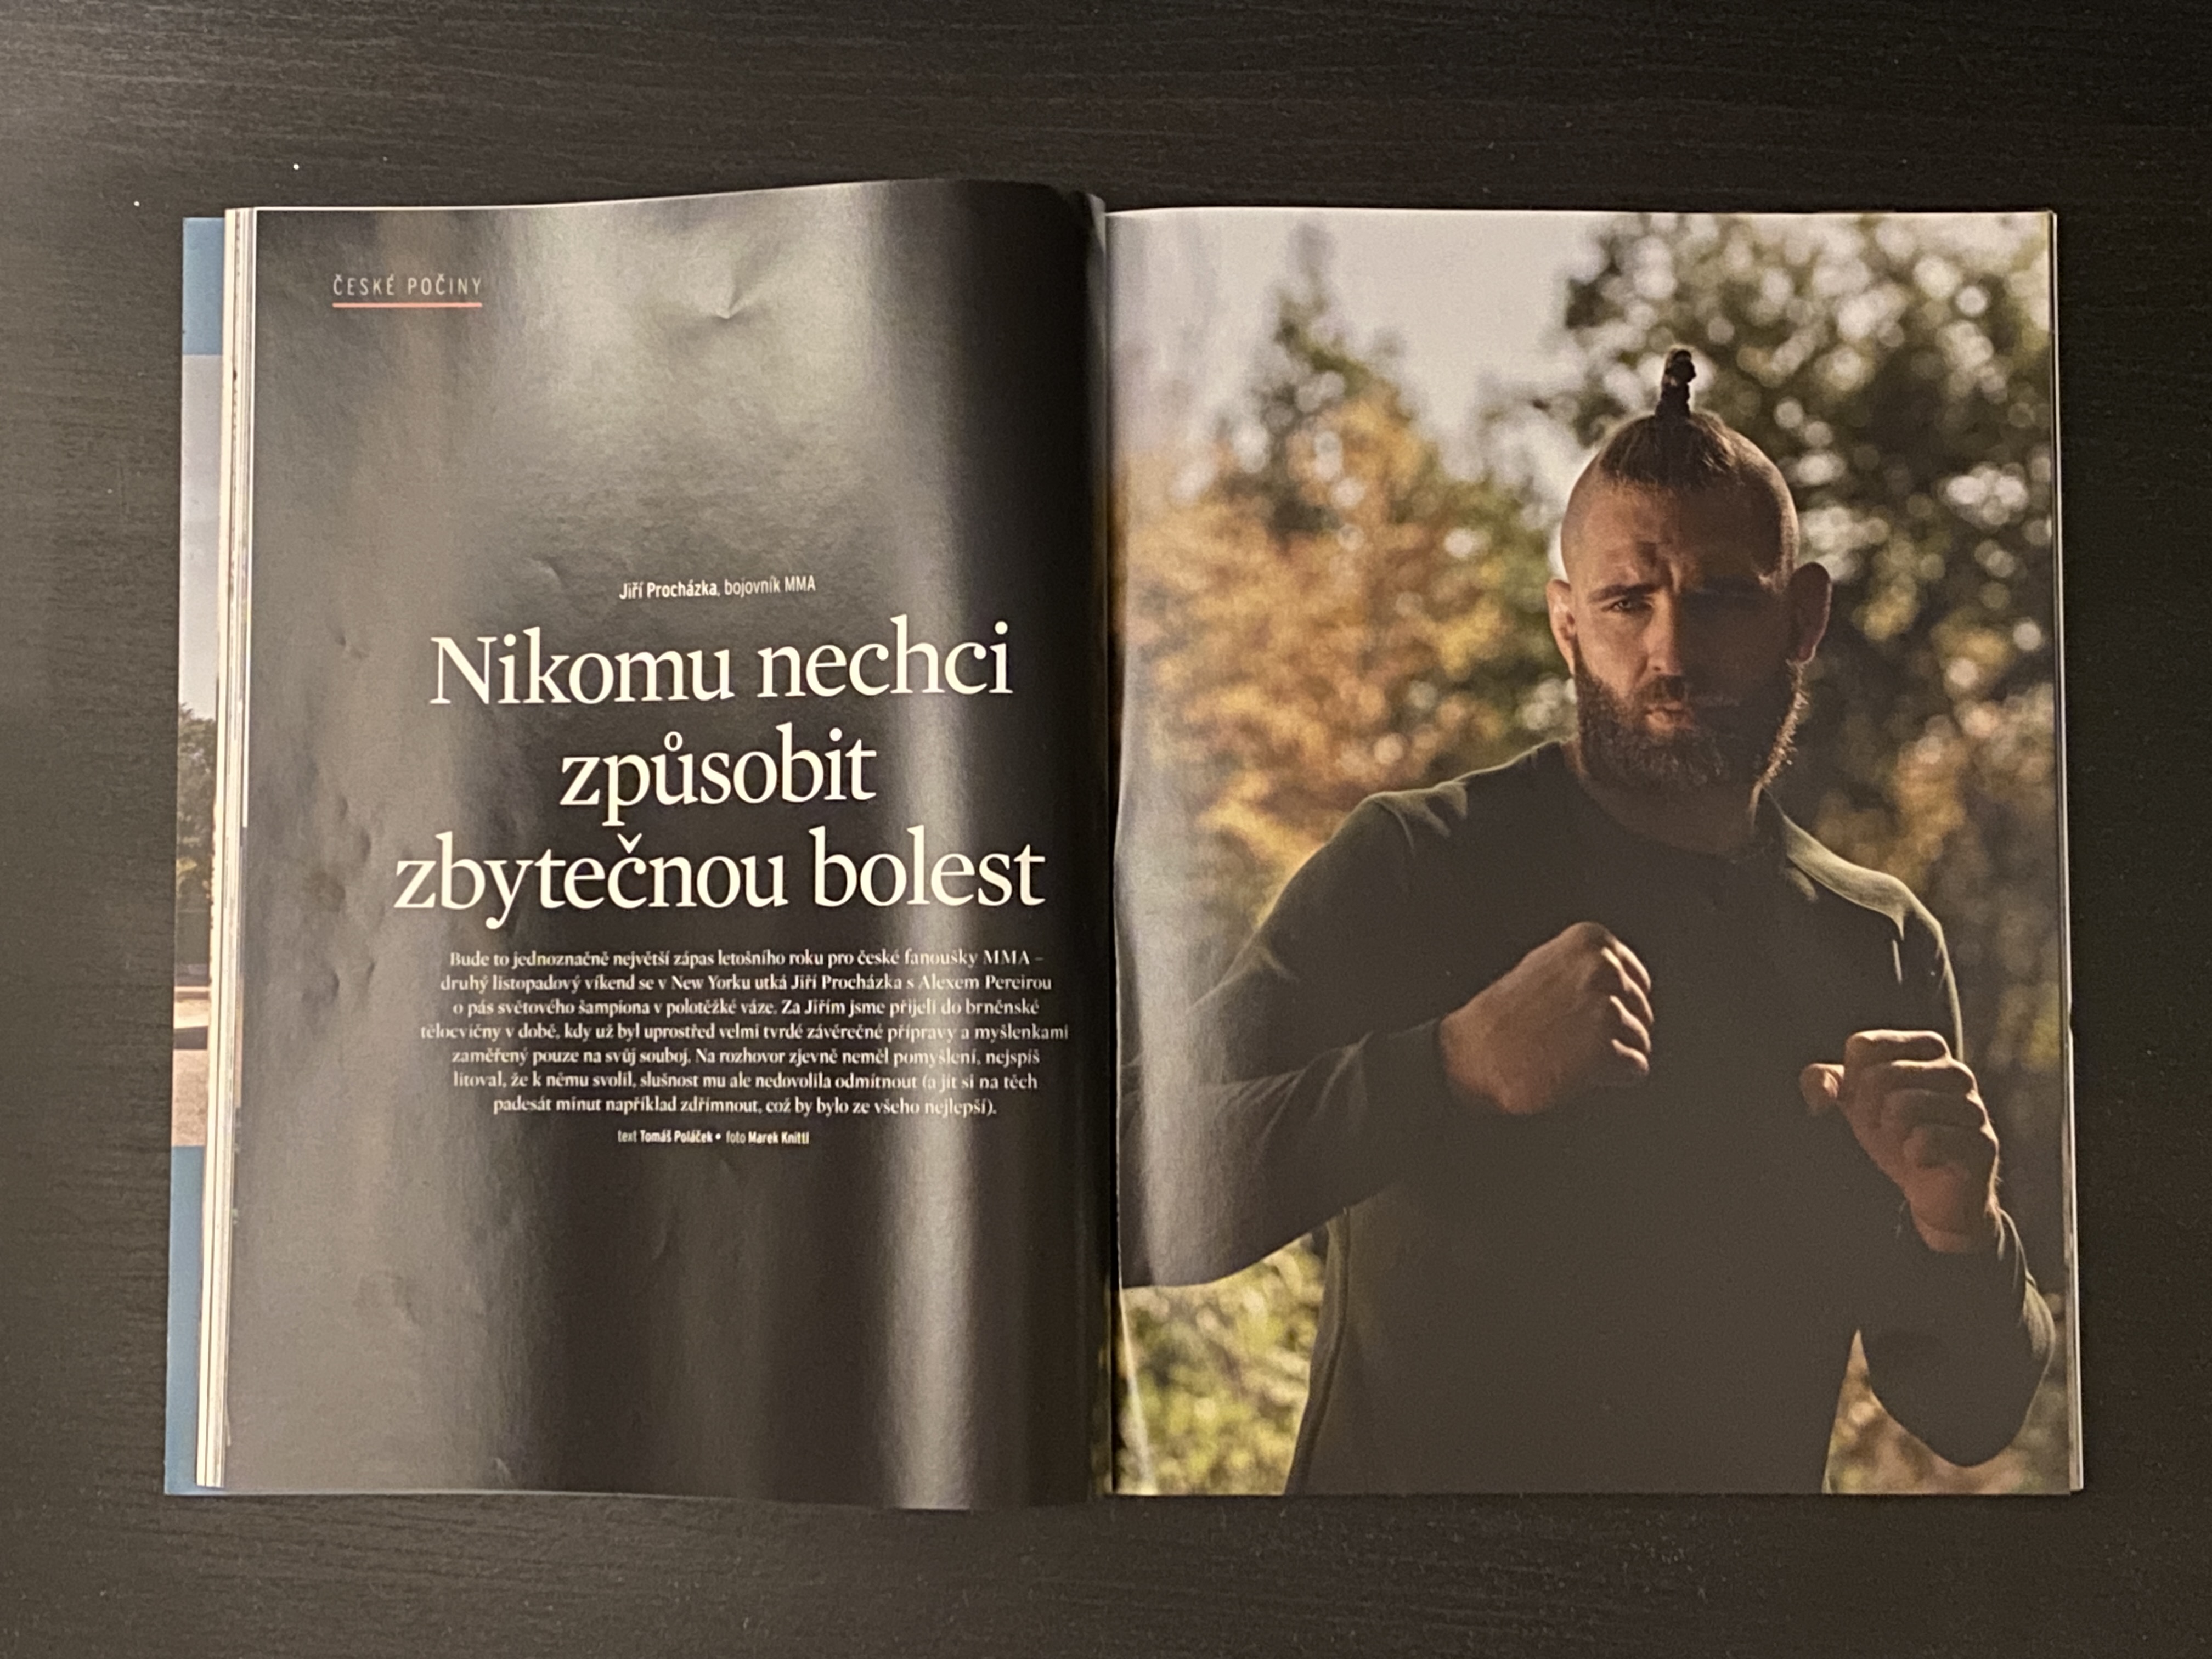 ČESKÉ POČINY
Jiří Procházka, bojovník MMA
Nikomu nechci
způsobit
zbytečnou bolest
Bude to jednoznačně největší zápas letošního roku pro české fanoušky MMA –
druhý listopadový víkend se v New Yorku utká Jiří Procházka s Alexem Pereirou
o pás světového šampiona v polotěžké váze. Za Jiřím jsme přijeli do brněnské
tělocvičny v době, kdy už byl uprostřed velmi tvrdé závěrečné přípravy a myšlenkami
zaměřený pouze na svůj souboj. Na rozhovor zjevně neměl pomyšlení, nejspíš
litoval, že k němu svolil, slušnost mu ale nedovolila odmítnout (a jít si na těch
padesát minut například zdřímnout, což by bylo ze všeho nejlepší).
text Tomáš Poláček • foto Marek Knittl